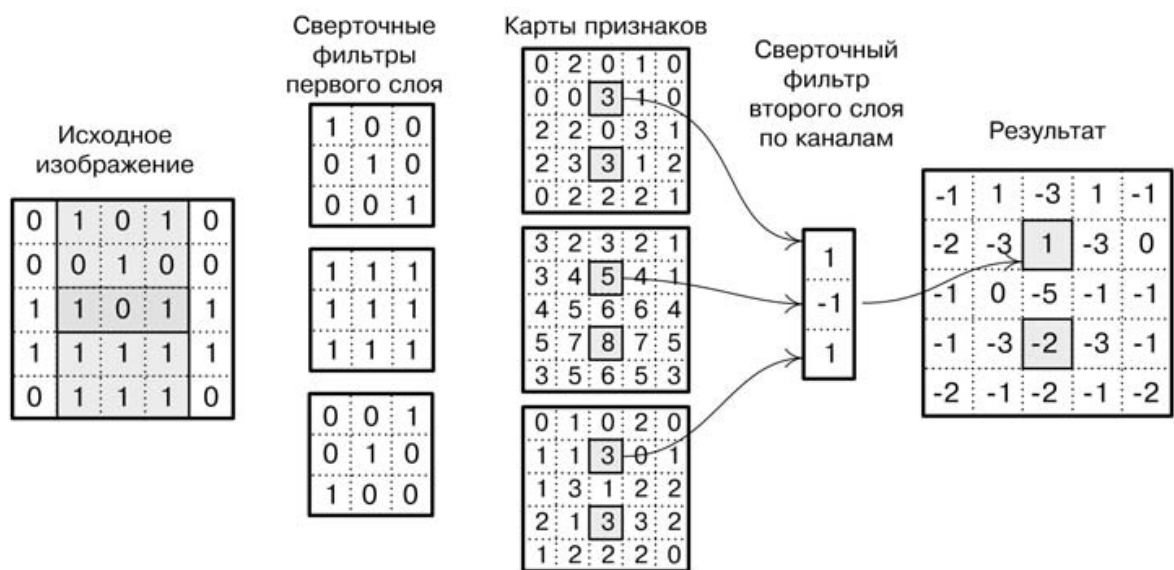 Исходное
изображение
0 1 0 1 0
0 0 1 0 0
1 1 0 1 1
1 1 1 1 1
0 1 1 1 0
Сверточные
фильтры
первого слоя
1 0 0
0 1 0
0 0 1
1 1 1
1 1 1
1 1 1
0 0 1
0 1 0
1 0 0
Карты признаков
0 2 0 1 0
0 0 3 1 0
2 2 0 3 1
2 3 3 1 2
0 2 2 2 1
3 2 3 2 1
3 4 5 4 1
4 5 6 6 4
5 7 8 7 5
3 5 6 5 3
0 1 0 2 0
1 1 3 0 1
1 3 1 2 2
2 1 3 3 2
1 2 2 2 0
Сверточный
фильтр
второго слоя
по каналам
1
-1
1
Результат
-1 1 -3 1 -1
-2 -3 1 -3 0
-1 0 -5 -1 -1
-1 -3 -2 -3 -1
-2 -1 -2 -1 -2